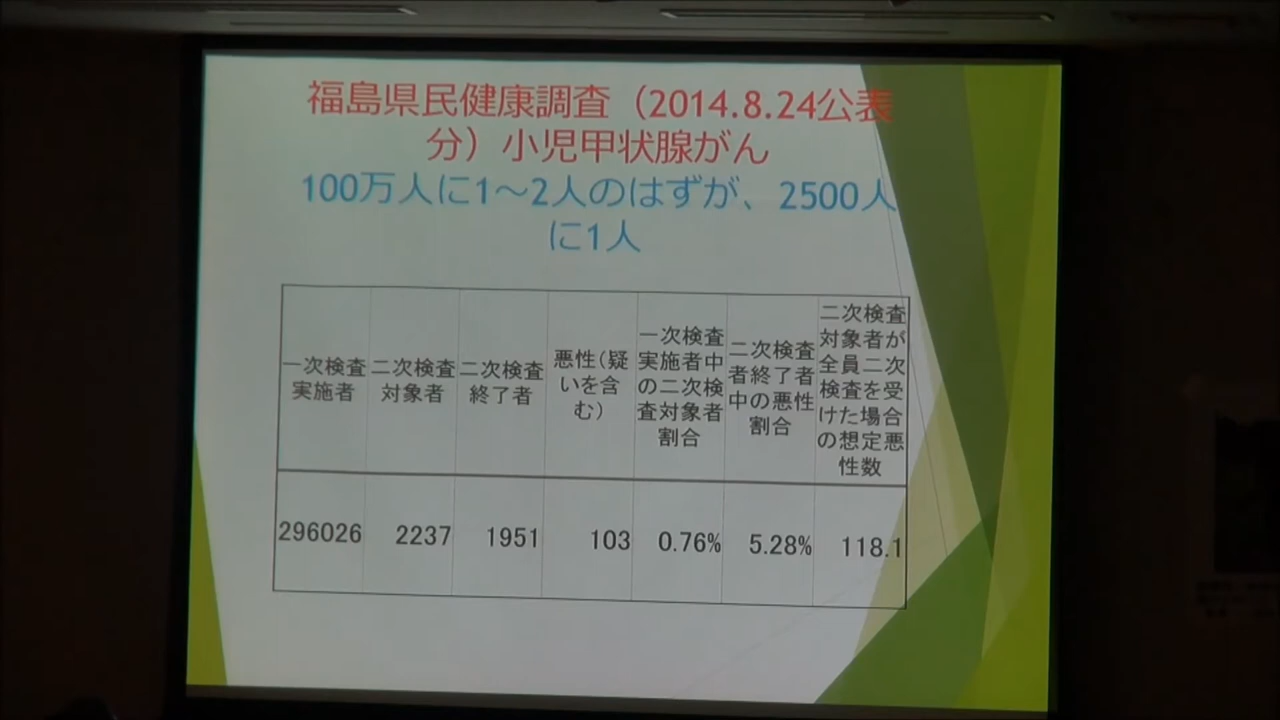 福島県民健康調査（2014.8.24公表
分）小児甲状腺がん
100万人に1～2人のはずが、2500人
に1人
一次検査
実施者
二次検査
対象者
二次検査
終了者
悪性（疑
いを含
む）
一次検査
実施者中
の二次検
査対象者
割合
二次検査
者終了者
中の悪性
割合
二次検査
対象者が
全員二次
検査を受
けた場合
の想定悪
性数
296026
2237
1951
103
0.76%
5.28%
118.1